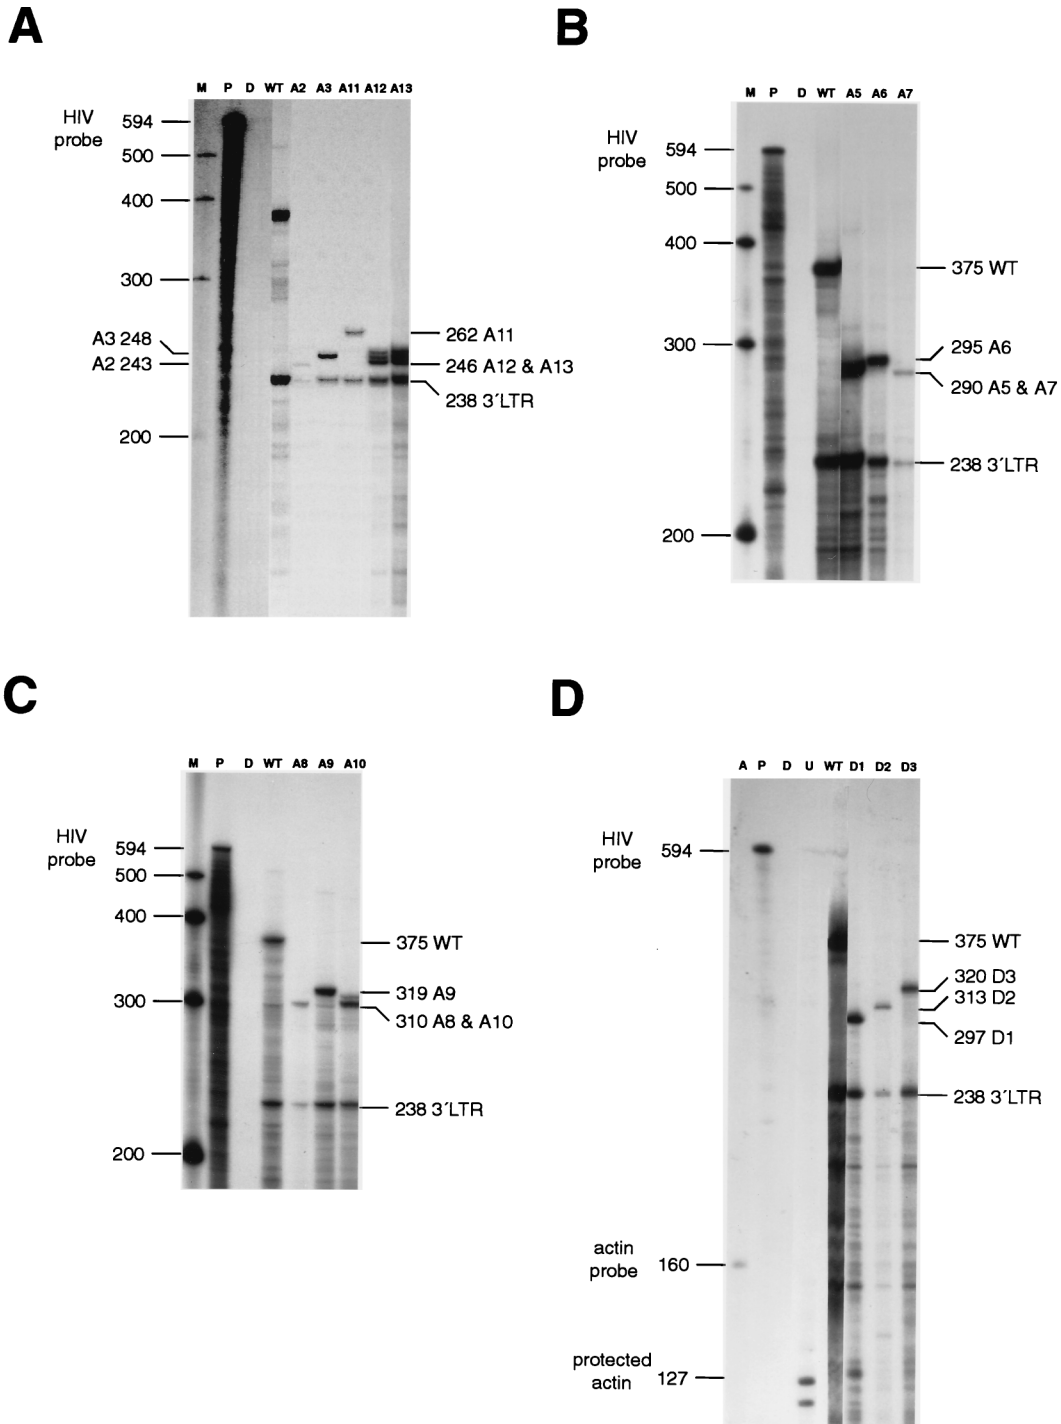 A
M P D WT A2 A3 A11 A12 A13
HIV
probe
594
500
400
300
A3 248
A2 243
200
262 A11
246 A12 & A13
238 3´LTR
B
M P D WT A5 A6 A7
HIV
probe
594
500
400
300
200
375 WT
295 A6
290 A5 & A7
238 3´LTR
C
M P D WT A8 A9 A10
HIV
probe
594
500
400
300
200
375 WT
319 A9
310 A8 & A10
238 3´LTR
D
A P D U WT D1 D2 D3
HIV
probe
594
375 WT
320 D3
313 D2
297 D1
238 3´LTR
actin
probe
160
protected
actin
127